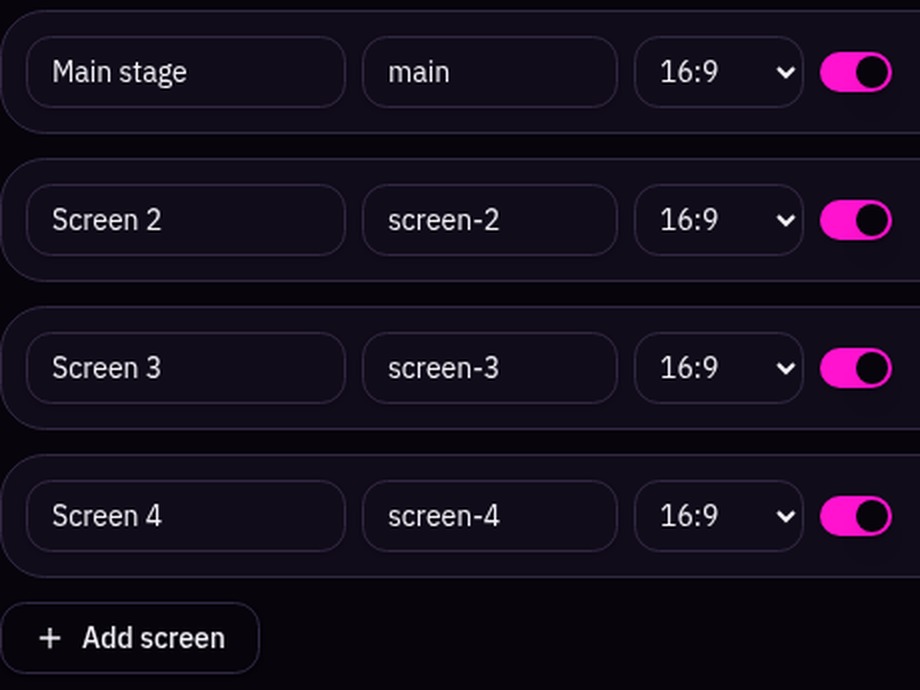 Main stage main 16:9
Screen 2 screen-2 16:9
Screen 3 screen-3 16:9
Screen 4 screen-4 16:9
+ Add screen